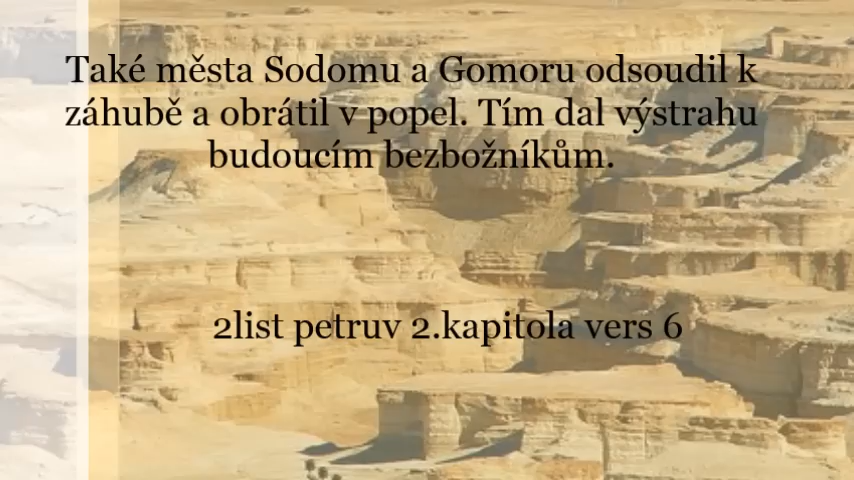 Také města Sodomu a Gomoru odsoudil k
záhubě a obrátil v popel. Tím dal výstrahu
budoucím bezbožníkům.
2list petruv 2.kapitola vers 6